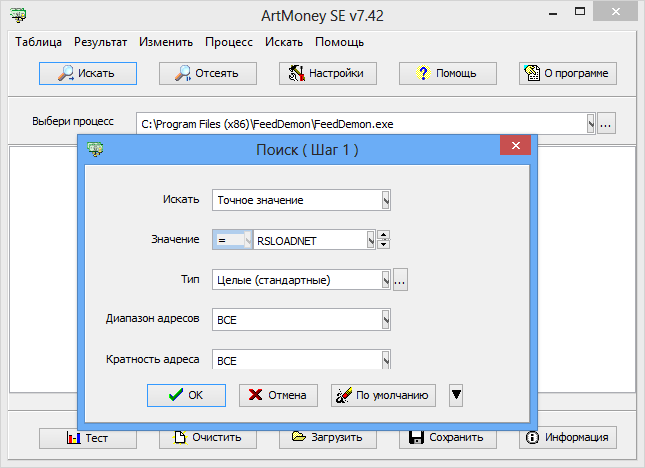 ArtMoney SE v7.42
Таблица Результат Изменить Процесс Искать Помощь
Искать Отсеять Настройки ? Помощь О программе
Выбери процесс C:\Program Files (x86)\FeedDemon\FeedDemon.exe ...
Поиск ( Шаг 1 )
Искать Точное значение
Значение = RSLOADNET
Тип Целые (стандартные) ...
Диапазон адресов ВСЕ
Кратность адреса ВСЕ
OK Отмена По умолчанию
Тест Очистить Загрузить Сохранить Информация